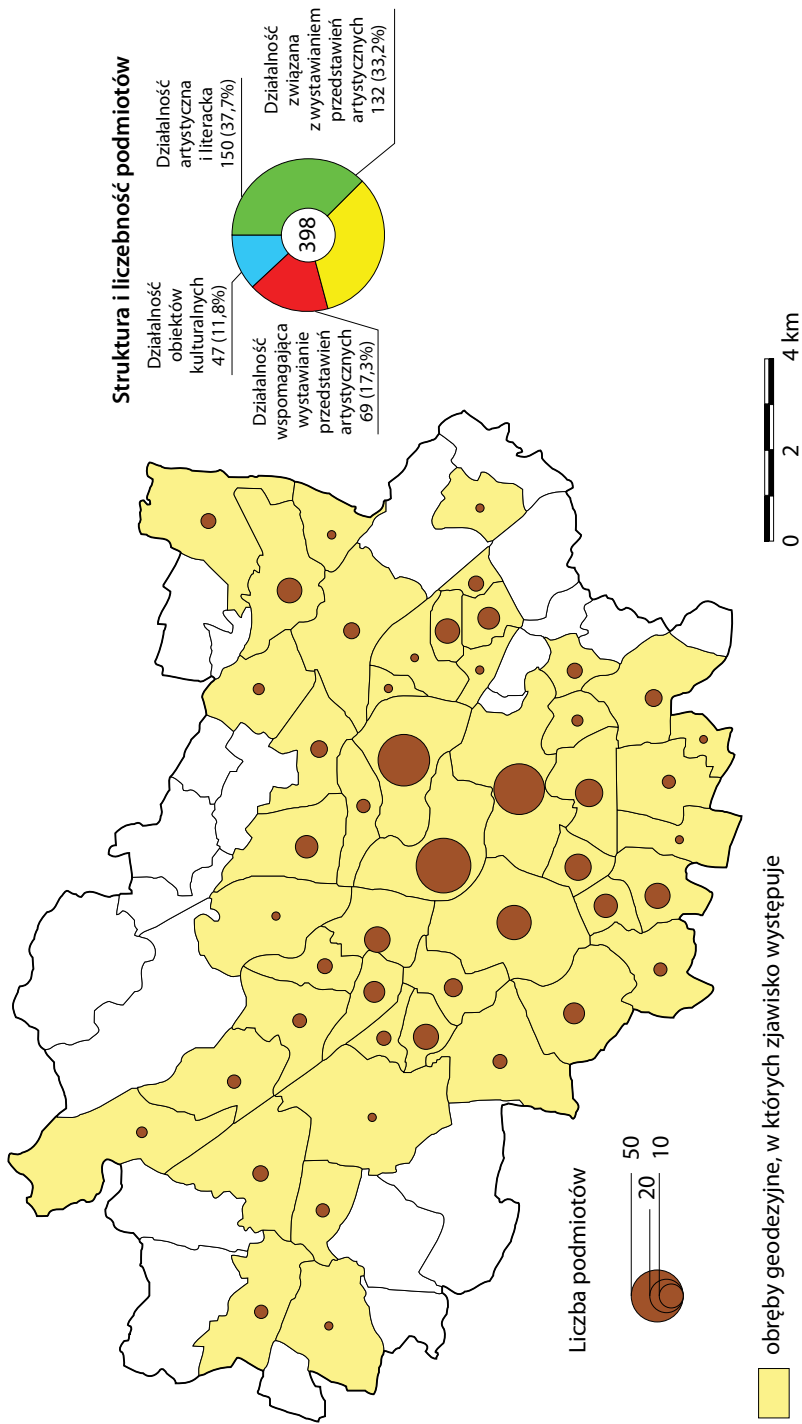 Struktura i liczebność podmiotów
Działalność
obiektów
kulturalnych
47 (11,8%)
Działalność
artystyczna
i literacka
150 (37,7%)
Działalność
wspomagająca
wystawianie
przedstawień
artystycznych
69 (17,3%)
398
Działalność
związana
z wystawianiem
przedstawień
artystycznych
132 (33,2%)
Liczba podmiotów
50
20
10
0 2 4 km
obręby geodezyjne, w których zjawisko występuje